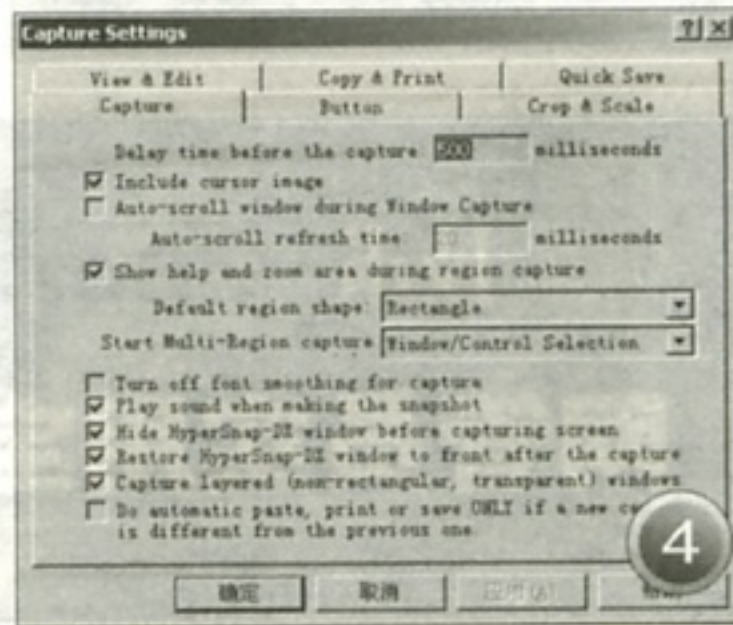 Capture Settings
View & Edit
Copy & Print
Quick Save
Capture
Button
Crop & Scale
Delay time before the capture: 500 milliseconds
Include cursor image
Auto-scroll window during Window Capture
Auto-scroll refresh time: 20 milliseconds
Show help and zoom area during region capture
Default region shape: Rectangle
Start Multi-Region capture Window/Control Selection
Turn off font smoothing for capture
Play sound when making the snapshot
Hide HyperSnap-DX window before capturing screen
Restore HyperSnap-DX window to front after the capture
Capture layered (non-rectangular, transparent) windows
Do automatic paste, print or save ONLY if a new
is different from the previous one.
4
确定
取消
应用(A)